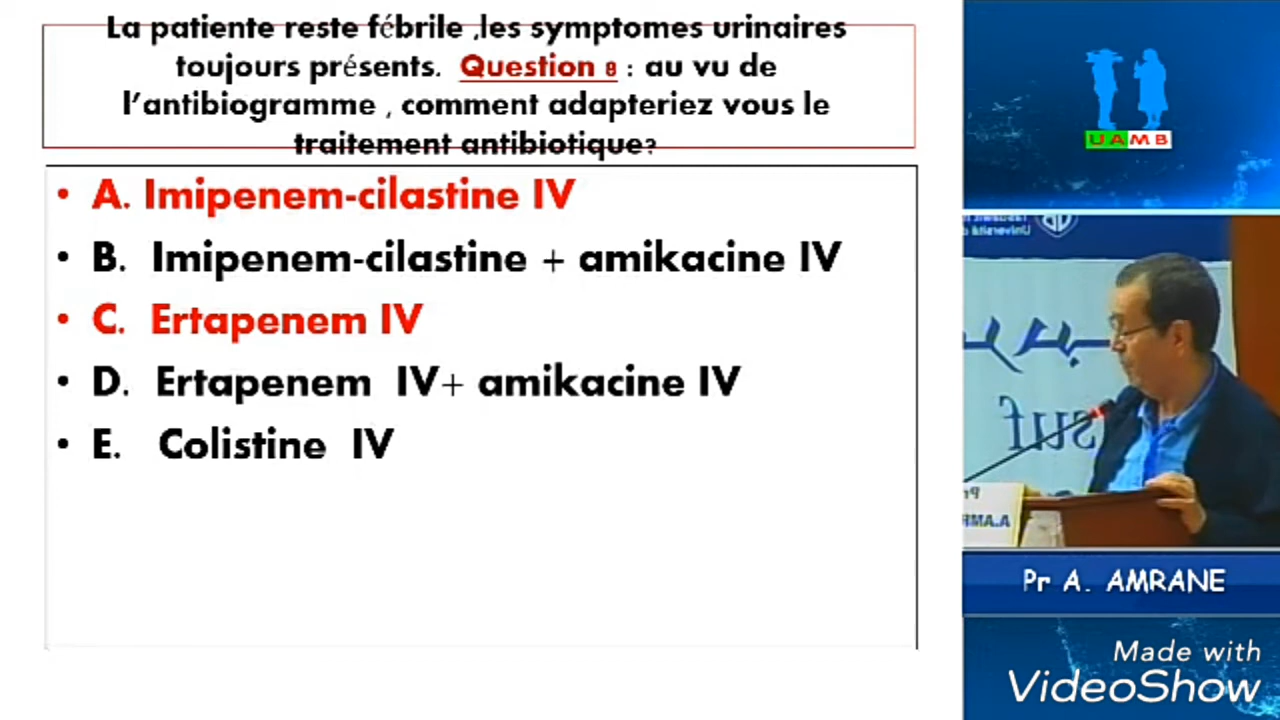 La patiente reste fébrile ,les symptomes urinaires
toujours présents. Question 8 : au vu de
l'antibiogramme , comment adapteriez vous le
traitement antibiotique?
• A. Imipenem-cilastine IV
• B. Imipenem-cilastine + amikacine IV
• C. Ertapenem IV
• D. Ertapenem IV+ amikacine IV
• E. Colistine IV
UAMB
Pr A. AMRANE
Made with
VideoShow